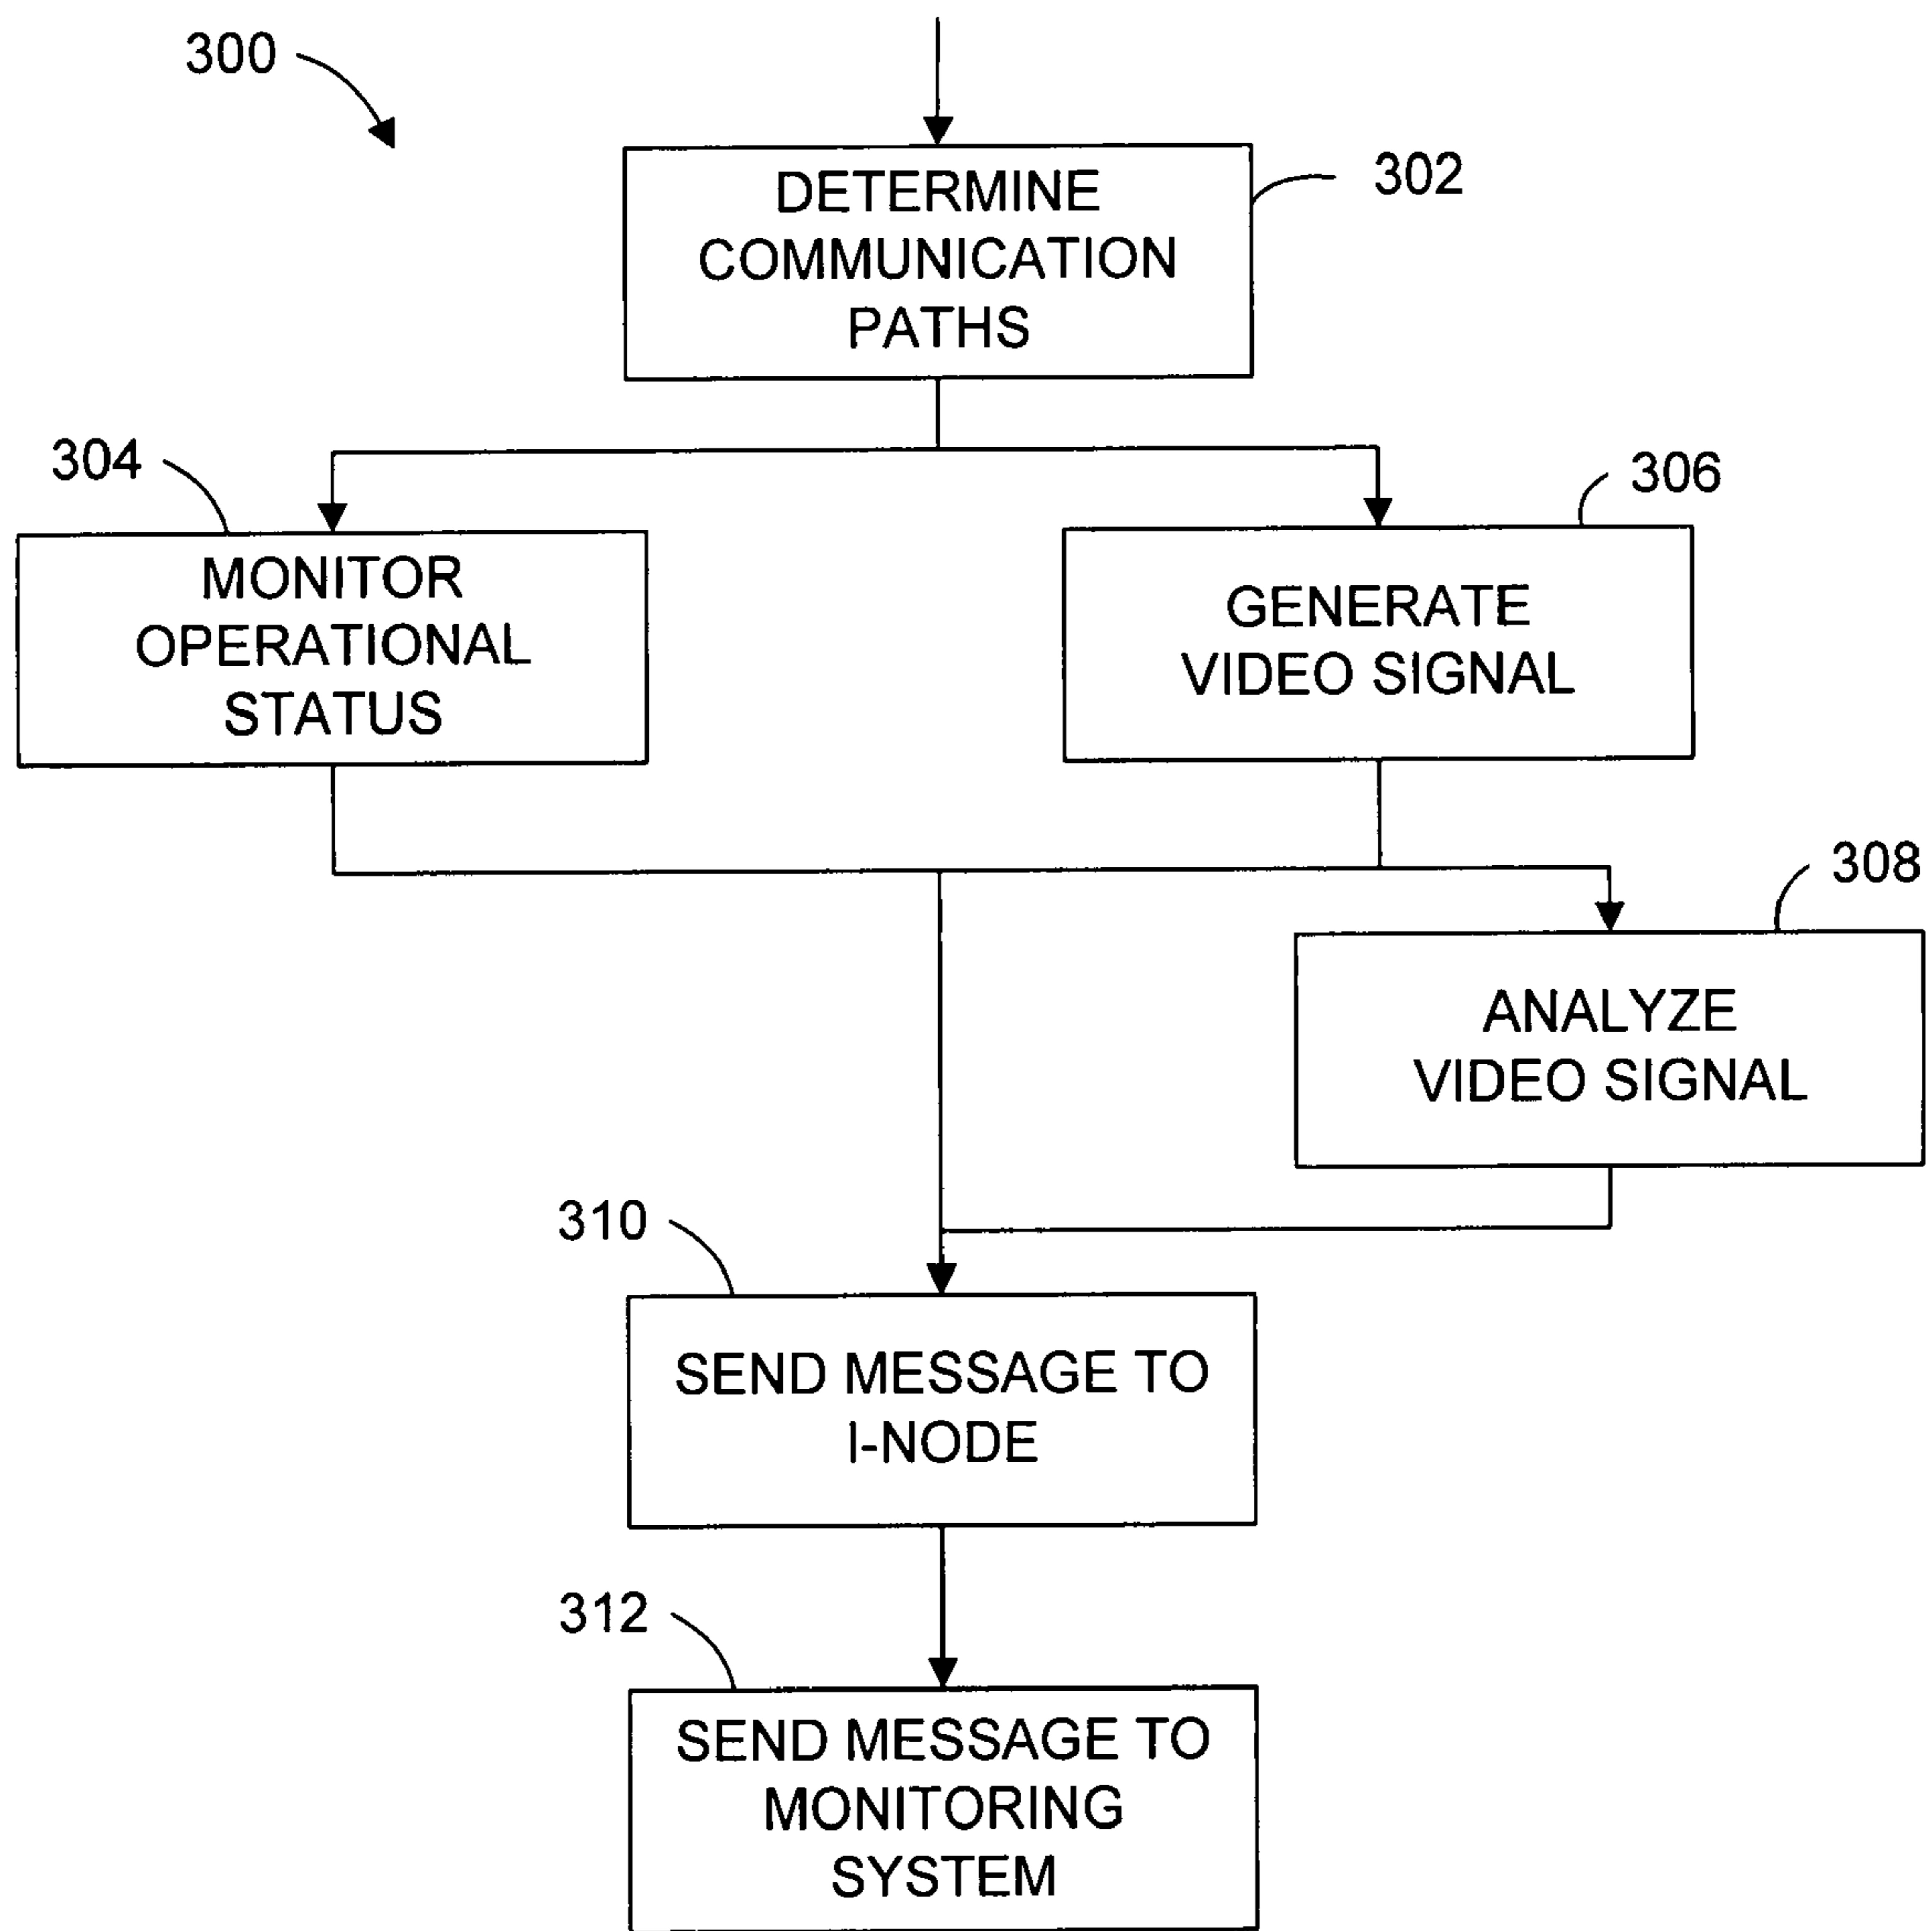 300
DETERMINE
COMMUNICATION
PATHS
302
304
MONITOR
OPERATIONAL
STATUS
306
GENERATE
VIDEO SIGNAL
308
ANALYZE
VIDEO SIGNAL
310
SEND MESSAGE TO
I-NODE
312
SEND MESSAGE TO
MONITORING
SYSTEM